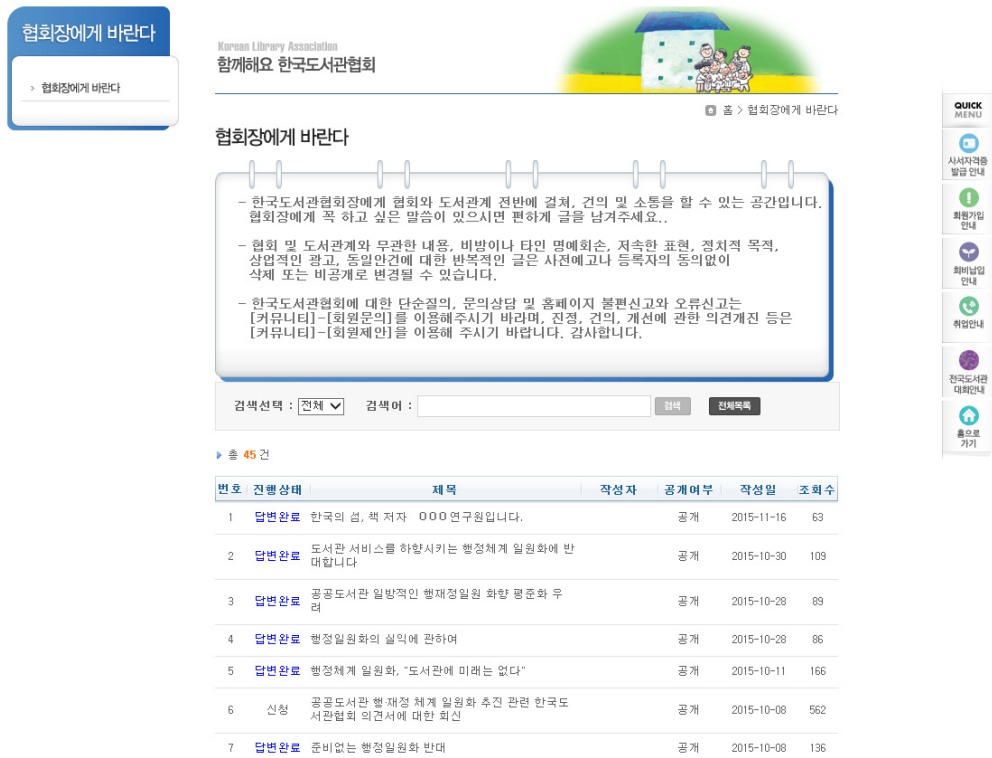 협회장에게 바란다
> 협회장에게 바란다
Korean Library Association
함께해요 한국도서관협회
홈 > 협회장에게 바란다
협회장에게 바란다
- 한국도서관협회장에게 협회와 도서관계 전반에 걸쳐, 건의 및 소통을 할 수 있는 공간입니다.
협회장에게 꼭 하고 싶은 말씀이 있으시면 편하게 글을 남겨주세요..
- 협회 및 도서관계와 무관한 내용, 비방이나 타인 명예회손, 저속한 표현, 정치적 목적,
상업적인 광고, 동일안건에 대한 반복적인 글은 사전예고나 등록자의 동의없이
삭제 또는 비공개로 변경될 수 있습니다.
- 한국도서관협회에 대한 단순질의, 문의상담 및 홈페이지 불편신고와 오류신고는
[커뮤니티]-[회원문의]를 이용해주시기 바라며, 진정, 건의, 개선에 관한 의견개진 등은
[커뮤니티]-[회원제안]을 이용해 주시기 바랍니다. 감사합니다.
검색선택 : 전체 검색어 : 검색 전체목록
총 45 건
번호 진행상태 제목 작성자 공개여부 작성일 조회수
1 답변완료 한국의 섬, 책 저자 OOO연구원입니다. 공개 2015-11-16 63
2 답변완료 도서관 서비스를 하향시키는 행정체계 일원화에 반
대합니다 공개 2015-10-30 109
3 답변완료 공공도서관 일방적인 행재정일원 화향 평준화 우
려 공개 2015-10-28 89
4 답변완료 행정일원화의 실익에 관하여 공개 2015-10-28 86
5 답변완료 행정체계 일원화, "도서관에 미래는 없다" 공개 2015-10-11 166
6 신청 공공도서관 행·재정 체계 일원화 추진 관련 한국도
서관협회 의견서에 대한 회신 공개 2015-10-08 562
7 답변완료 준비없는 행정일원화 반대 공개 2015-10-08 136
QUICK
MENU
사서자격증
발급 안내
회원가입
안내
회비납입
안내
취업안내
전국도서관
대회안내
홈으로
가기